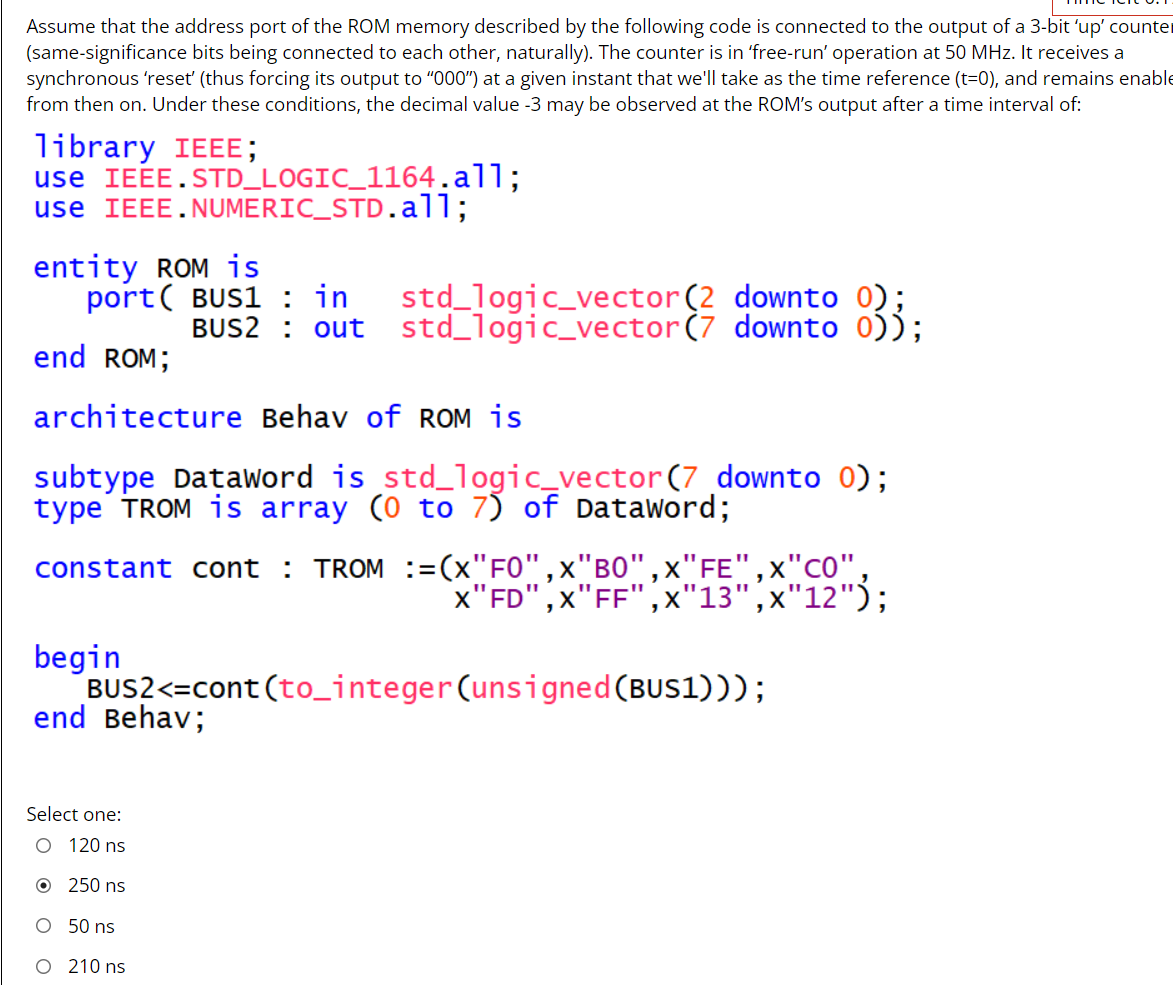 Assume that the address port of the ROM memory described by the following code is connected to the output of a 3-bit ‘up’ counter
(same-significance bits being connected to each other, naturally). The counter is in ‘free-run’ operation at 50 MHz. It receives a
synchronous ‘reset’ (thus forcing its output to “000”) at a given instant that we'll take as the time reference (t=0), and remains enable
from then on. Under these conditions, the decimal value -3 may be observed at the ROM’s output after a time interval of:
library IEEE;
use IEEE.STD_LOGIC_1164.all;
use IEEE.NUMERIC_STD.all;
entity ROM is
port( BUS1 : in std_logic_vector(2 downto 0);
BUS2 : out std_logic_vector(7 downto 0));
end ROM;
architecture Behav of ROM is
subtype DataWord is std_logic_vector(7 downto 0);
type TROM is array (0 to 7) of DataWord;
constant cont : TROM :=(x"F0",x"B0",x"FE",x"C0",
x"FD",x"FF",x"13",x"12");
begin
BUS2<=cont(to_integer(unsigned(BUS1)));
end Behav;
Select one:
120 ns
250 ns
50 ns
210 ns